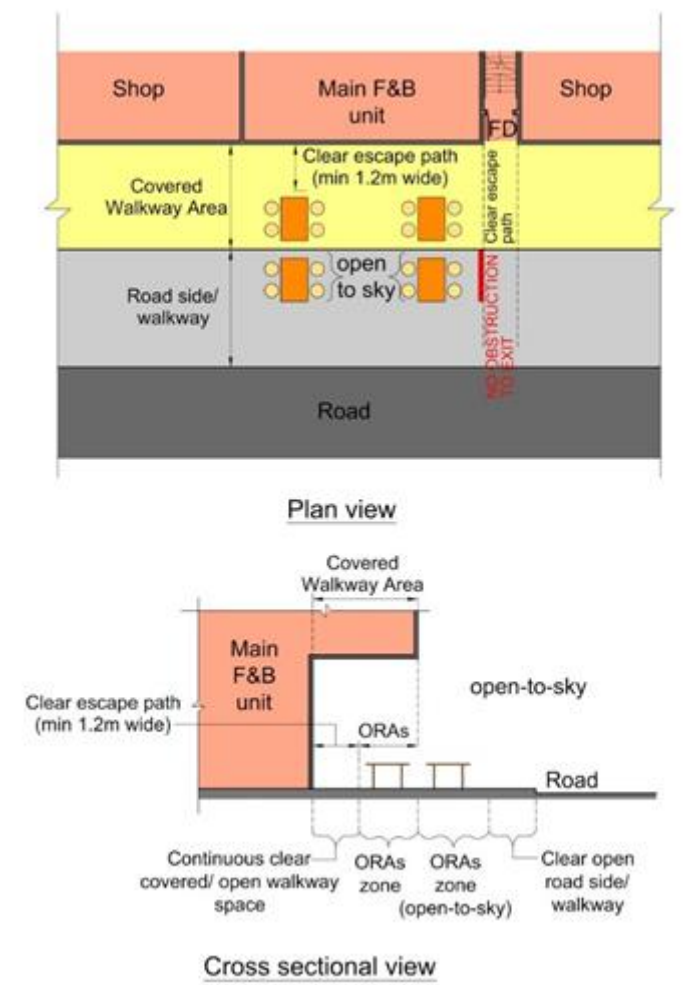 Shop
Main F&B
unit
Shop
FD
Clear escape path
(min 1.2m wide)
Covered
Walkway Area
Clear escape
path
open
to sky
Road side/
walkway
NO OBSTRUCTION
TO EXIT
Road
Plan view
Covered
Walkway Area
Main
F&B
unit
open-to-sky
Clear escape path
(min 1.2m wide)
ORAs
Road
Continuous clear
covered/ open walkway
space
ORAs
zone
ORAs
zone
(open-to-sky)
Clear open
road side/
walkway
Cross sectional view